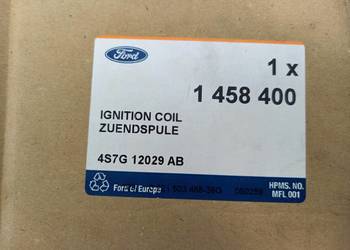 Ford
1 x
1 458 400
IGNITION COIL
ZUENDSPULE
4S7G 12029 AB
Ford of Europe
HPMS. NO.
MFL 001